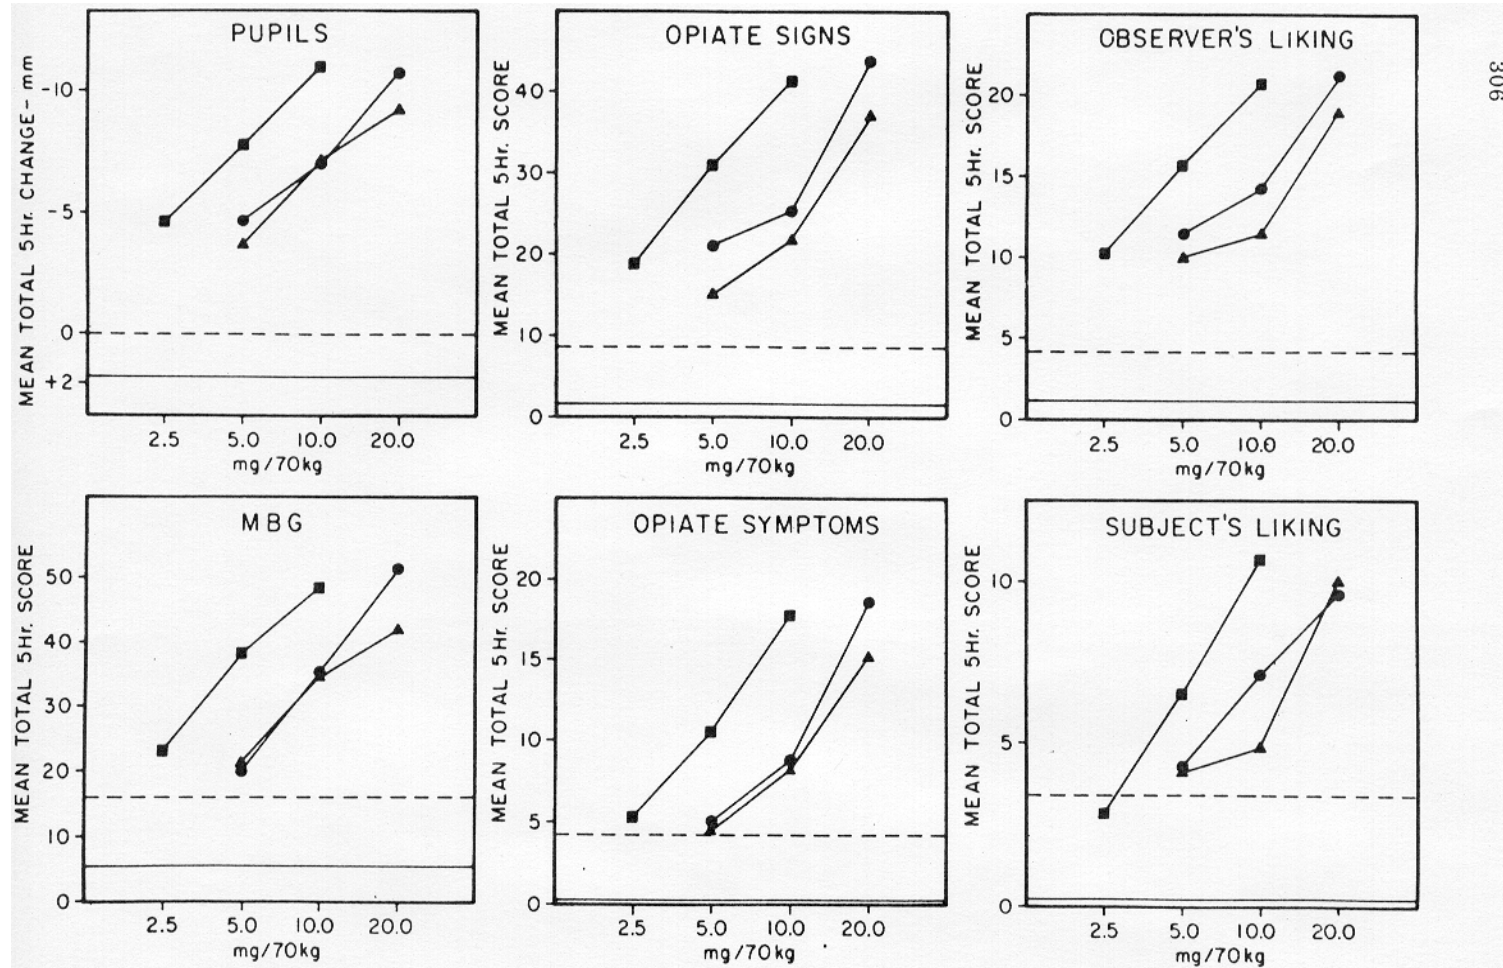 306
PUPILS
MEAN TOTAL 5Hr. CHANGE - mm
-10
-5
0
+2
2.5 5.0 10.0 20.0
mg/70kg
OPIATE SIGNS
MEAN TOTAL 5Hr. SCORE
40
30
20
10
0
2.5 5.0 10.0 20.0
mg/70kg
OBSERVER'S LIKING
MEAN TOTAL 5Hr. SCORE
20
15
10
5
0
2.5 5.0 10.0 20.0
mg/70kg
MBG
MEAN TOTAL 5Hr. SCORE
50
40
30
20
10
0
2.5 5.0 10.0 20.0
mg/70kg
OPIATE SYMPTOMS
MEAN TOTAL 5Hr. SCORE
20
15
10
5
0
2.5 5.0 10.0 20.0
mg/70kg
SUBJECT'S LIKING
MEAN TOTAL 5Hr. SCORE
10
5
0
2.5 5.0 10.0 20.0
mg/70kg